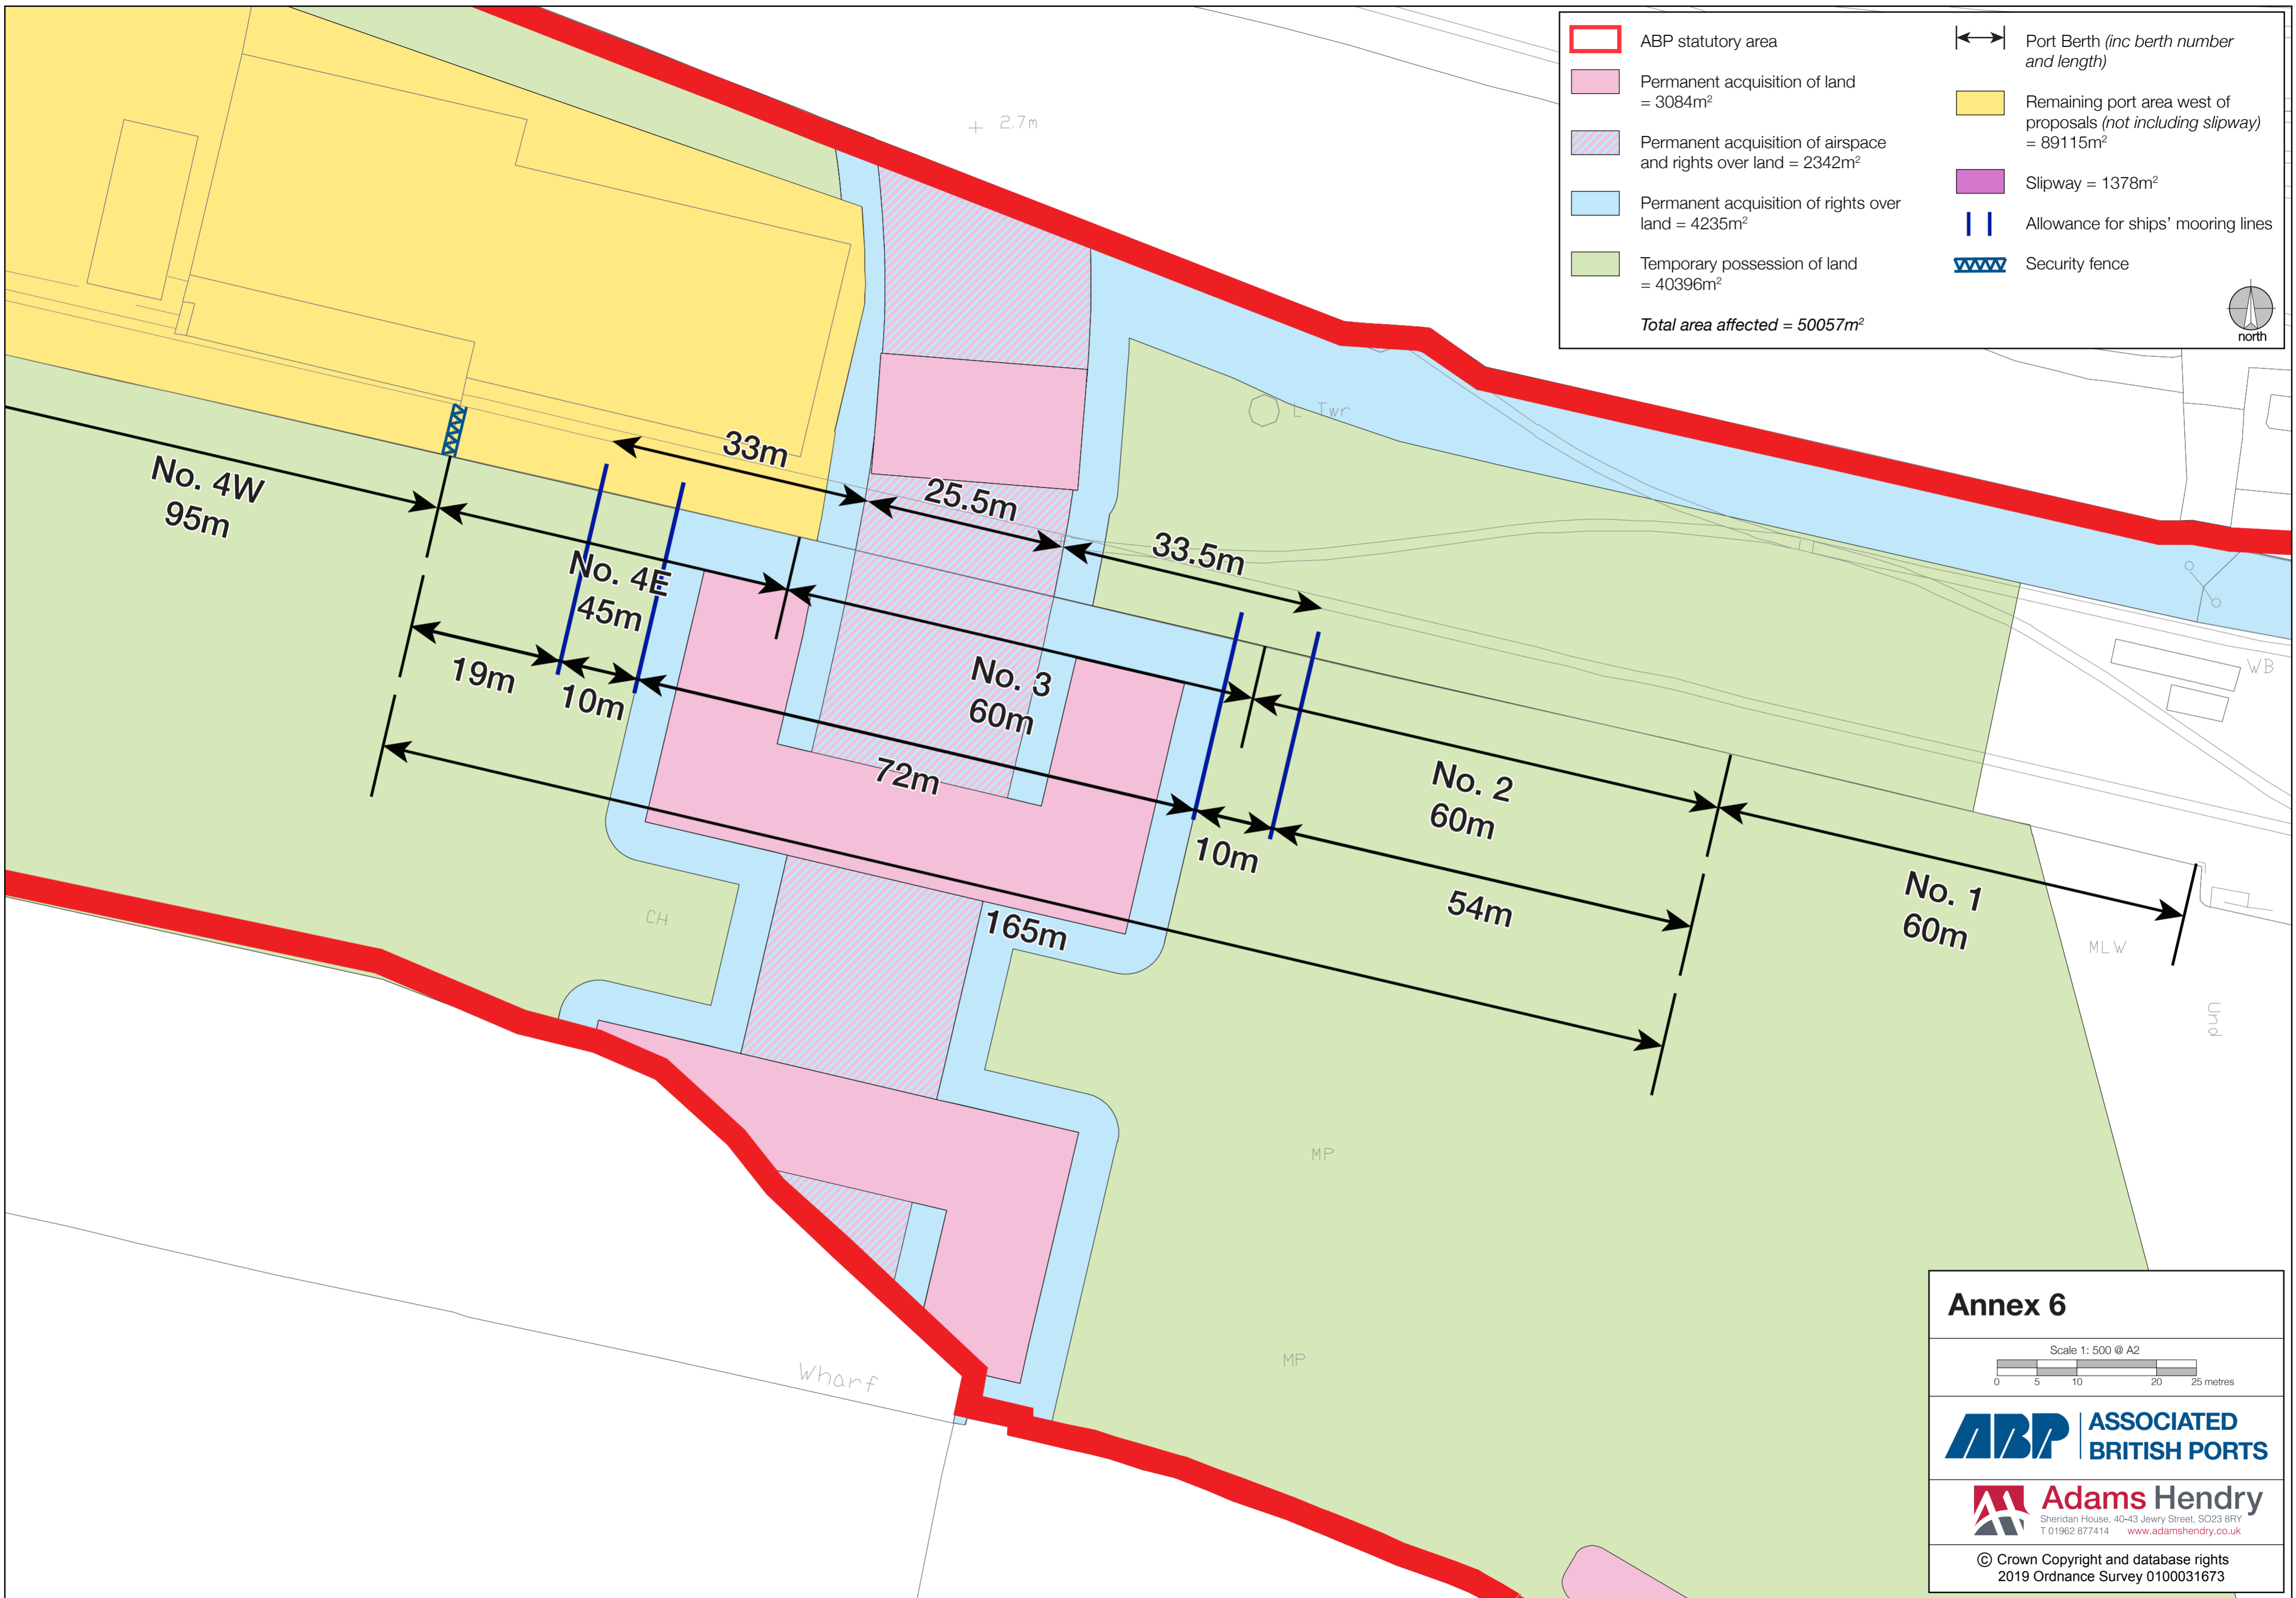 ABP statutory area
Permanent acquisition of land
= 3084m²
Permanent acquisition of airspace
and rights over land = 2342m²
Permanent acquisition of rights over
land = 4235m²
Temporary possession of land
= 40396m²
Total area affected = 50057m²
Port Berth (inc berth number
and length)
Remaining port area west of
proposals (not including slipway)
= 89115m²
Slipway = 1378m²
Allowance for ships' mooring lines
Security fence
north
2.7m
L Twr
33m
25.5m
33.5m
No. 4W
95m
No. 4E
45m
19m
10m
No. 3
60m
72m
No. 2
60m
10m
54m
165m
No. 1
60m
WB
MLW
Und
CH
MP
MP
Wharf
Annex 6
Scale 1: 500 @ A2
0 5 10 20 25 metres
ABP
ASSOCIATED
BRITISH PORTS
Adams Hendry
Sheridan House, 40-43 Jewry Street, SO23 8RY
T 01962 877414 www.adamshendry.co.uk
© Crown Copyright and database rights
2019 Ordnance Survey 0100031673